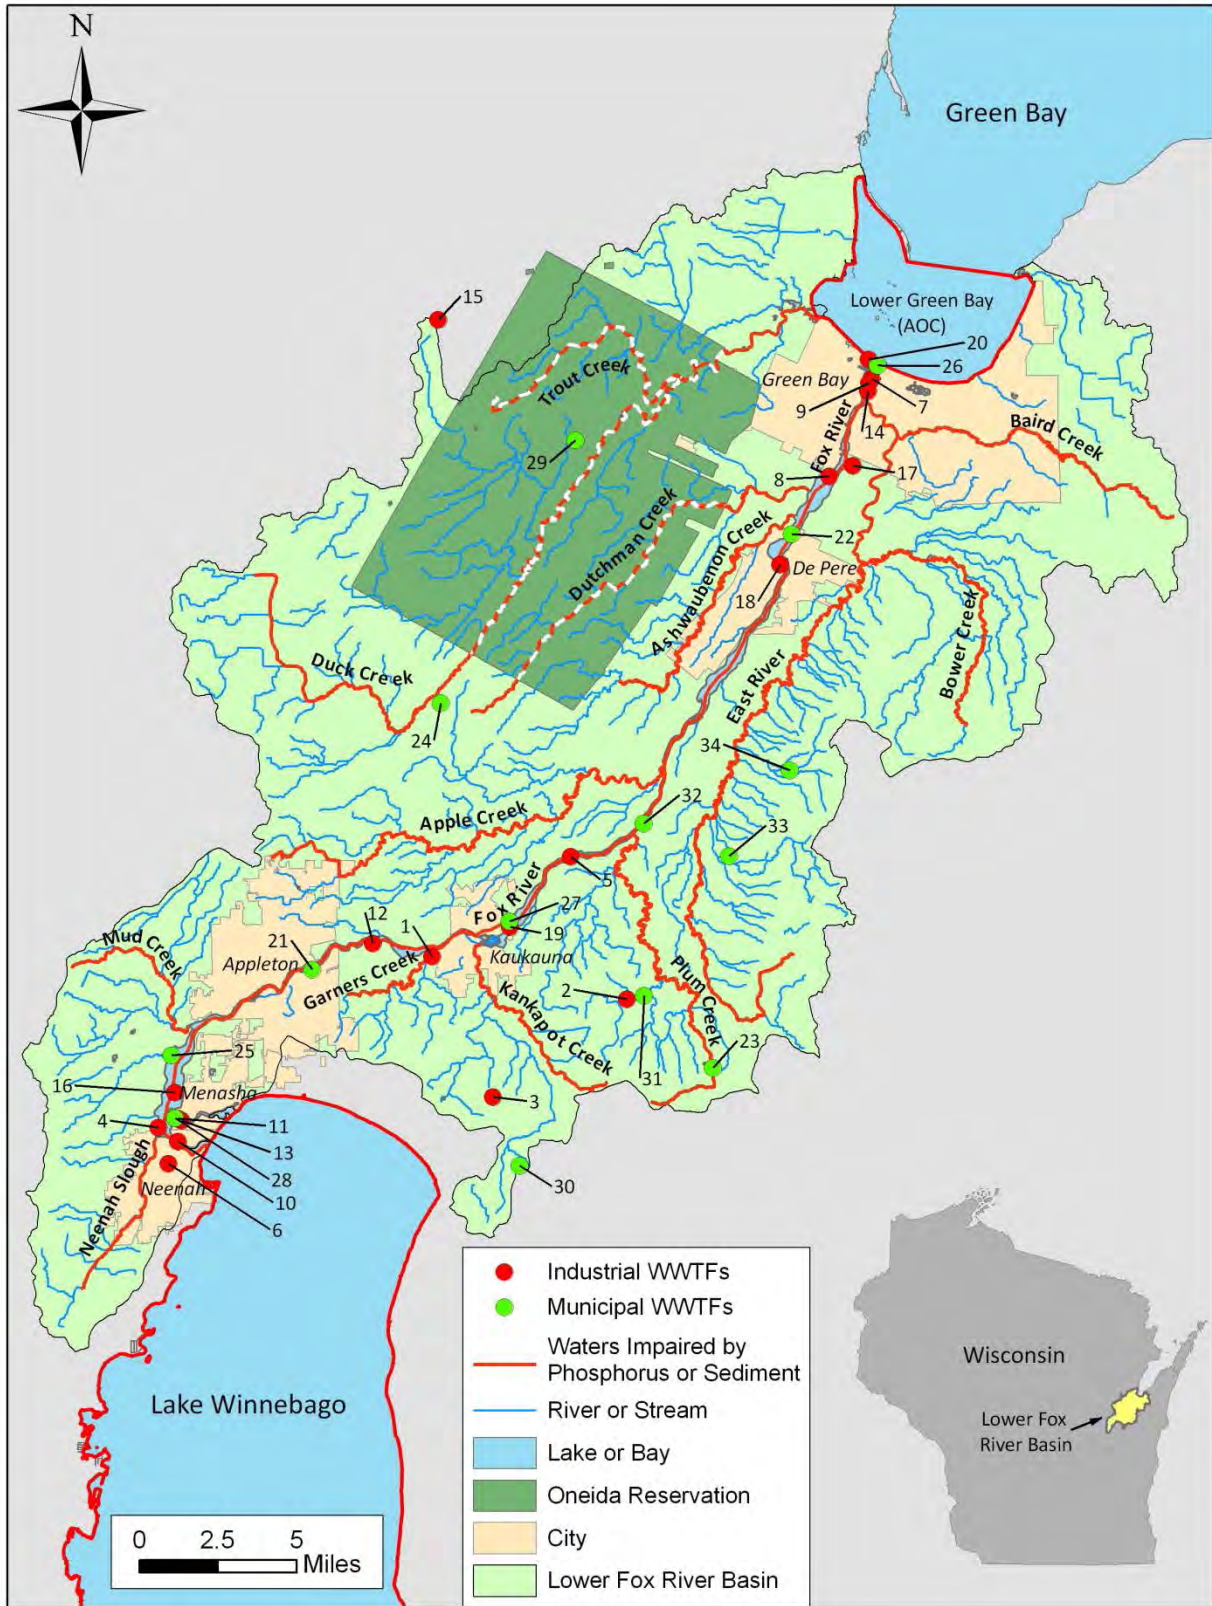 N
Green Bay
15
Lower Green Bay
(AOC)
20
26
Green Bay
Trout Creek
9
7
14
Fox River
Baird Creek
29
8
17
Dutchman Creek
Ashwaubenon Creek
22
De Pere
18
Duck Creek
Bower Creek
East River
24
34
32
Apple Creek
33
Fox River
5
27
12
1
19
Mud Creek
Appleton
21
Garners Creek
Kaukauna
Plum Creek
2
Kankapot Creek
23
25
31
16
Menasha
3
4
11
13
28
30
Neenah Slough
Neenah
10
6
Industrial WWTFs
Municipal WWTFs
Waters Impaired by
Phosphorus or Sediment
River or Stream
Lake or Bay
Oneida Reservation
City
Lower Fox River Basin
Wisconsin
Lower Fox
River Basin
Lake Winnebago
0 2.5 5
Miles